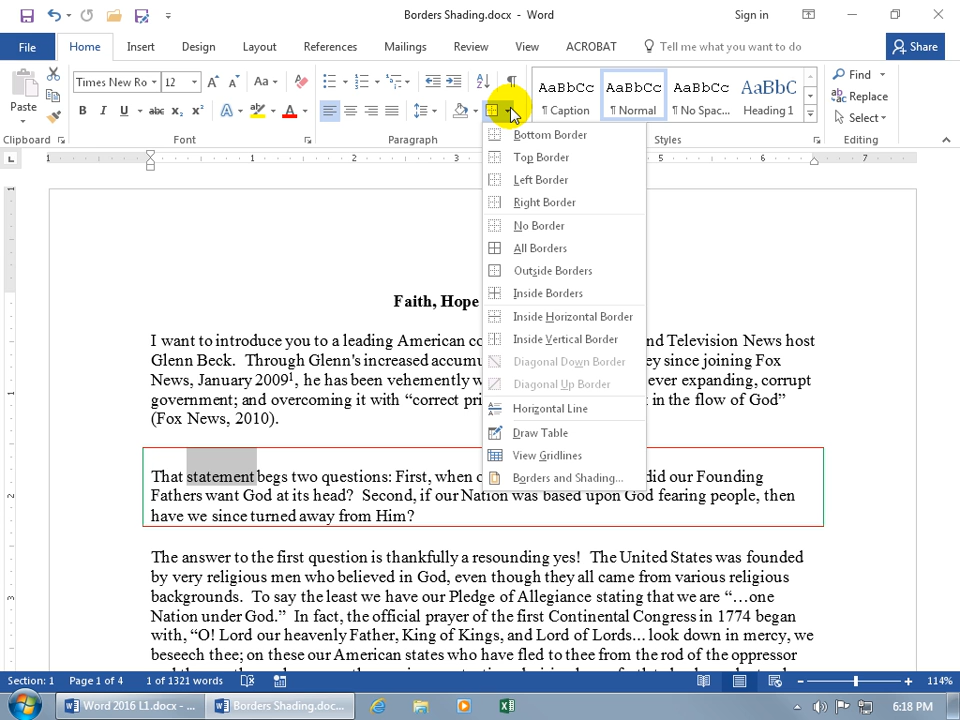 Borders Shading.docx - Word
Sign in
File Home Insert Design Layout References Mailings Review View ACROBAT Tell me what you want to do Share
Paste
Times New Ro 12 Aa
B I U abc X2 X2 A A
AaBbCc AaBbCc AaBbCc AaBbC
¶ Caption ¶ Normal ¶ No Spac... Heading 1
Find
Replace
Select
Clipboard Font Paragraph Styles Editing
1 1 2 3 5 6 7
Bottom Border
Top Border
Left Border
Right Border
No Border
All Borders
Outside Borders
Inside Borders
Inside Horizontal Border
Inside Vertical Border
Diagonal Down Border
Diagonal Up Border
Horizontal Line
Draw Table
View Gridlines
Borders and Shading...
Faith, Hope
I want to introduce you to a leading American co nd Television News host
Glenn Beck. Through Glenn's increased accum ey since joining Fox
News, January 2009¹, he has been vehemently w ever expanding, corrupt
government; and overcoming it with “correct pri t in the flow of God”
(Fox News, 2010).
That statement begs two questions: First, when o did our Founding
Fathers want God at its head? Second, if our Nation was based upon God fearing people, then
have we since turned away from Him?
The answer to the first question is thankfully a resounding yes! The United States was founded
by very religious men who believed in God, even though they all came from various religious
backgrounds. To say the least we have our Pledge of Allegiance stating that we are “…one
Nation under God.” In fact, the official prayer of the first Continental Congress in 1774 began
with, “O! Lord our heavenly Father, King of Kings, and Lord of Lords... look down in mercy, we
beseech thee; on these our American states who have fled to thee from the rod of the oppressor
Section: 1 Page 1 of 4 1 of 1321 words 114%
Word 2016 L1.docx - ... Borders Shading.doc... 6:18 PM